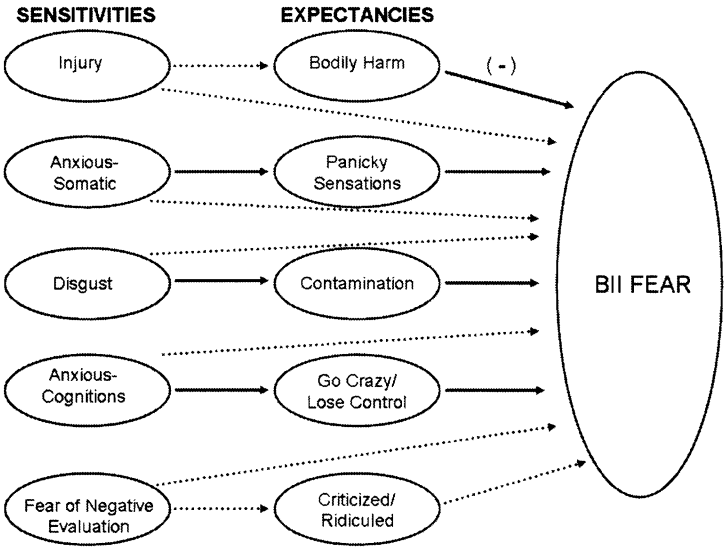 SENSITIVITIES EXPECTANCIES
Injury
Bodily Harm
( - )
Anxious-
Somatic
Panicky
Sensations
Disgust
Contamination
BII FEAR
Anxious-
Cognitions
Go Crazy/
Lose Control
Fear of Negative
Evaluation
Criticized/
Ridiculed